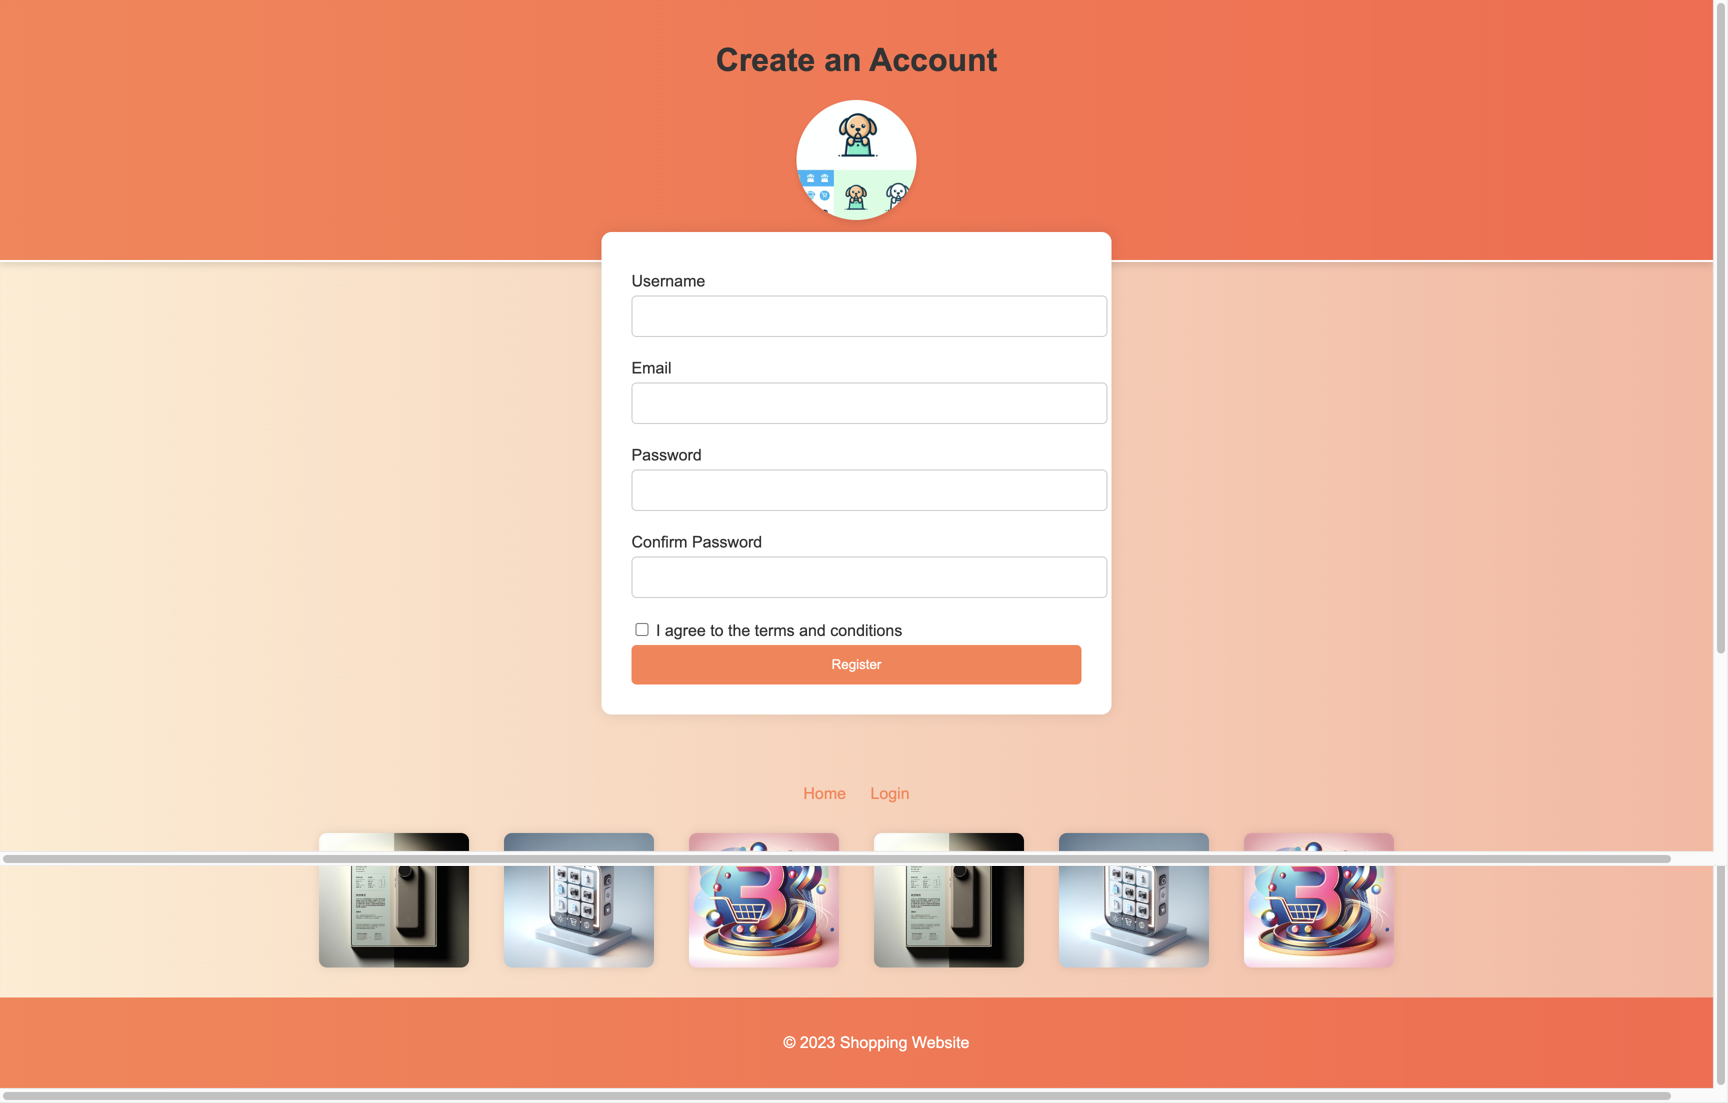 Create an Account
Username
Email
Password
Confirm Password
I agree to the terms and conditions
Register
Home Login
© 2023 Shopping Website